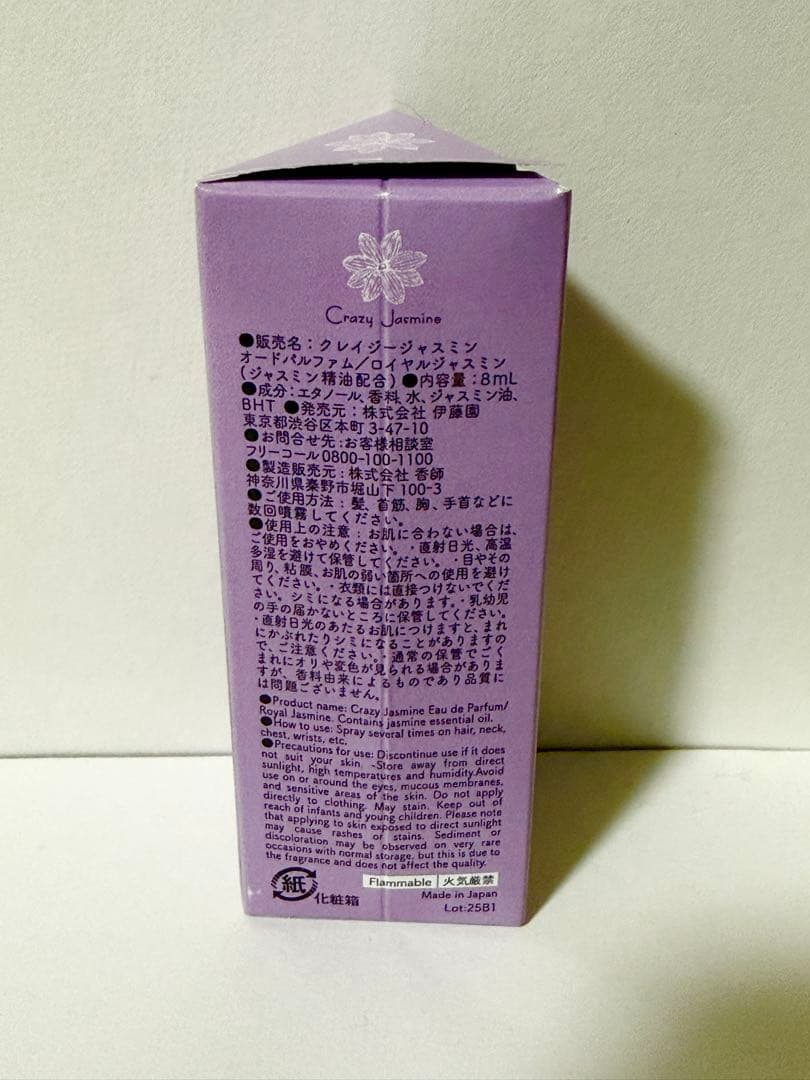 Crazy Jasmine
●販売名：クレイジージャスミン
オードパルファム／ロイヤルジャスミン
(ジャスミン精油配合) ●内容量：8mL
●成分：エタノール、香料、水、ジャスミン油、
BHT ●発売元：株式会社 伊藤園
東京都渋谷区本町3-47-10
●お問合せ先：お客様相談室
フリーコール0800-100-1100
●製造販売元：株式会社 香師
神奈川県秦野市堀山下100-3
●ご使用方法：髪、首筋、胸、手首などに
数回噴霧してください。
●使用上の注意：お肌に合わない場合は、
ご使用をおやめください。・直射日光、高温
多湿を避けて保管してください。・目やその
周り、粘膜、お肌の弱い箇所への使用を避け
てください。・衣類には直接つけないでくだ
さい。シミになる場合があります。・乳幼児
の手の届かないところに保管してください。
・直射日光のあたるお肌につけますと、まれ
にかぶれたりシミになることがありますの
で、ご注意ください。・通常の保管でごく
まれにオリや変色が見られる場合がありま
すが、香料由来によるものであり品質に
は問題ございません。
●Product name: Crazy Jasmine Eau de Parfum/
Royal Jasmine. Contains jasmine essential oil.
●How to use: Spray several times on hair, neck,
chest, wrists, etc.
●Precautions for use: Discontinue use if it does
not suit your skin. ·Store away from direct
sunlight, high temperatures and humidity.Avoid
use on or around the eyes, mucous membranes,
and sensitive areas of the skin. Do not apply
directly to clothing. May stain. Keep out of
reach of infants and young children. Please note
that applying to skin exposed to direct sunlight
may cause rashes or stains. Sediment or
discoloration may be observed on very rare
occasions with normal storage, but this is due to
the fragrance and does not affect the quality.
紙 化粧箱
Flammable 火気厳禁
Made in Japan
Lot:25B1